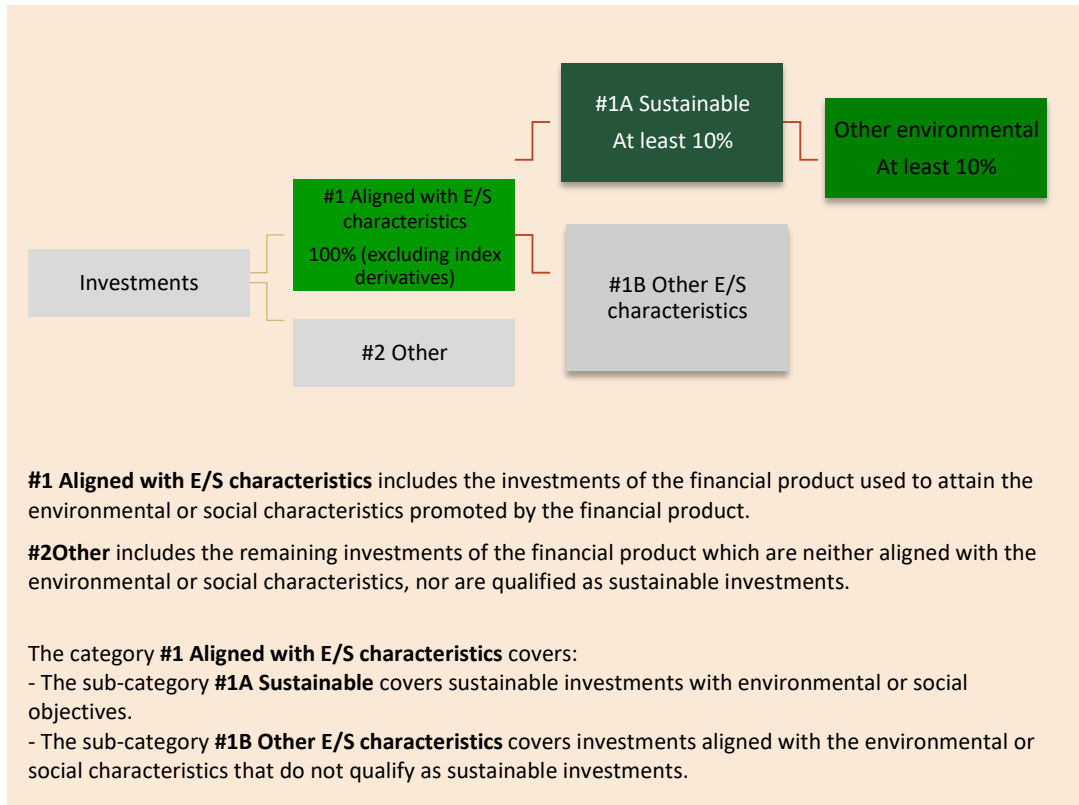 #1A Sustainable
At least 10%
Other environmental
At least 10%
#1 Aligned with E/S
characteristics
100% (excluding index
derivatives)
Investments
#1B Other E/S
characteristics
#2 Other
#1 Aligned with E/S characteristics includes the investments of the financial product used to attain the
environmental or social characteristics promoted by the financial product.
#2Other includes the remaining investments of the financial product which are neither aligned with the
environmental or social characteristics, nor are qualified as sustainable investments.
The category #1 Aligned with E/S characteristics covers:
- The sub-category #1A Sustainable covers sustainable investments with environmental or social
objectives.
- The sub-category #1B Other E/S characteristics covers investments aligned with the environmental or
social characteristics that do not qualify as sustainable investments.